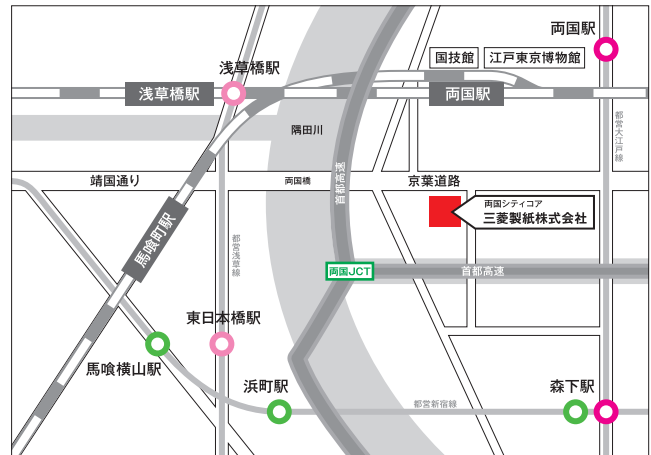 両国駅
国技館
江戸東京博物館
浅草橋駅
浅草橋駅
両国駅
隅田川
都営大江戸線
靖国通り
両国橋
首都高速
京葉道路
両国シティコア
三菱製紙株式会社
馬喰町駅
都営浅草線
両国JCT
首都高速
東日本橋駅
馬喰横山駅
浜町駅
都営新宿線
森下駅